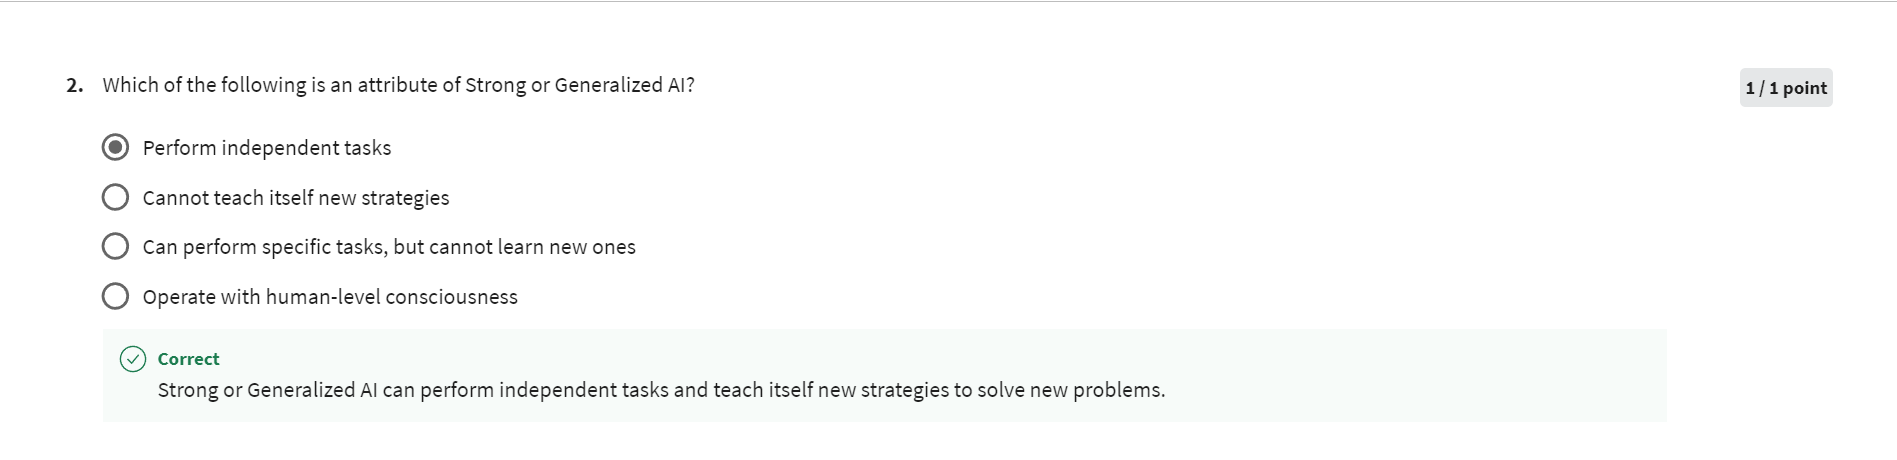 2. Which of the following is an attribute of Strong or Generalized AI?
1 / 1 point
Perform independent tasks
Cannot teach itself new strategies
Can perform specific tasks, but cannot learn new ones
Operate with human-level consciousness
Correct
Strong or Generalized AI can perform independent tasks and teach itself new strategies to solve new problems.